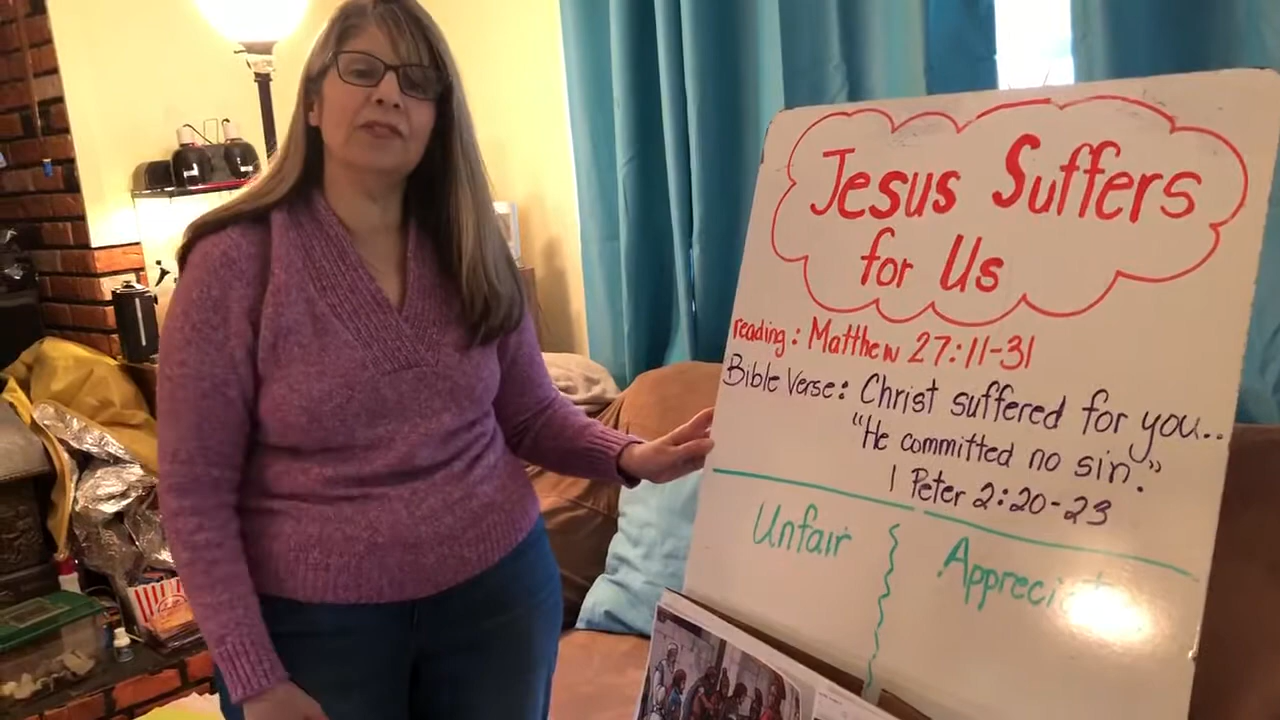 Jesus Suffers
for Us
reading: Matthew 27:11-31
Bible Verse: Christ suffered for you..
"He committed no sin."
1 Peter 2:20-23
Unfair